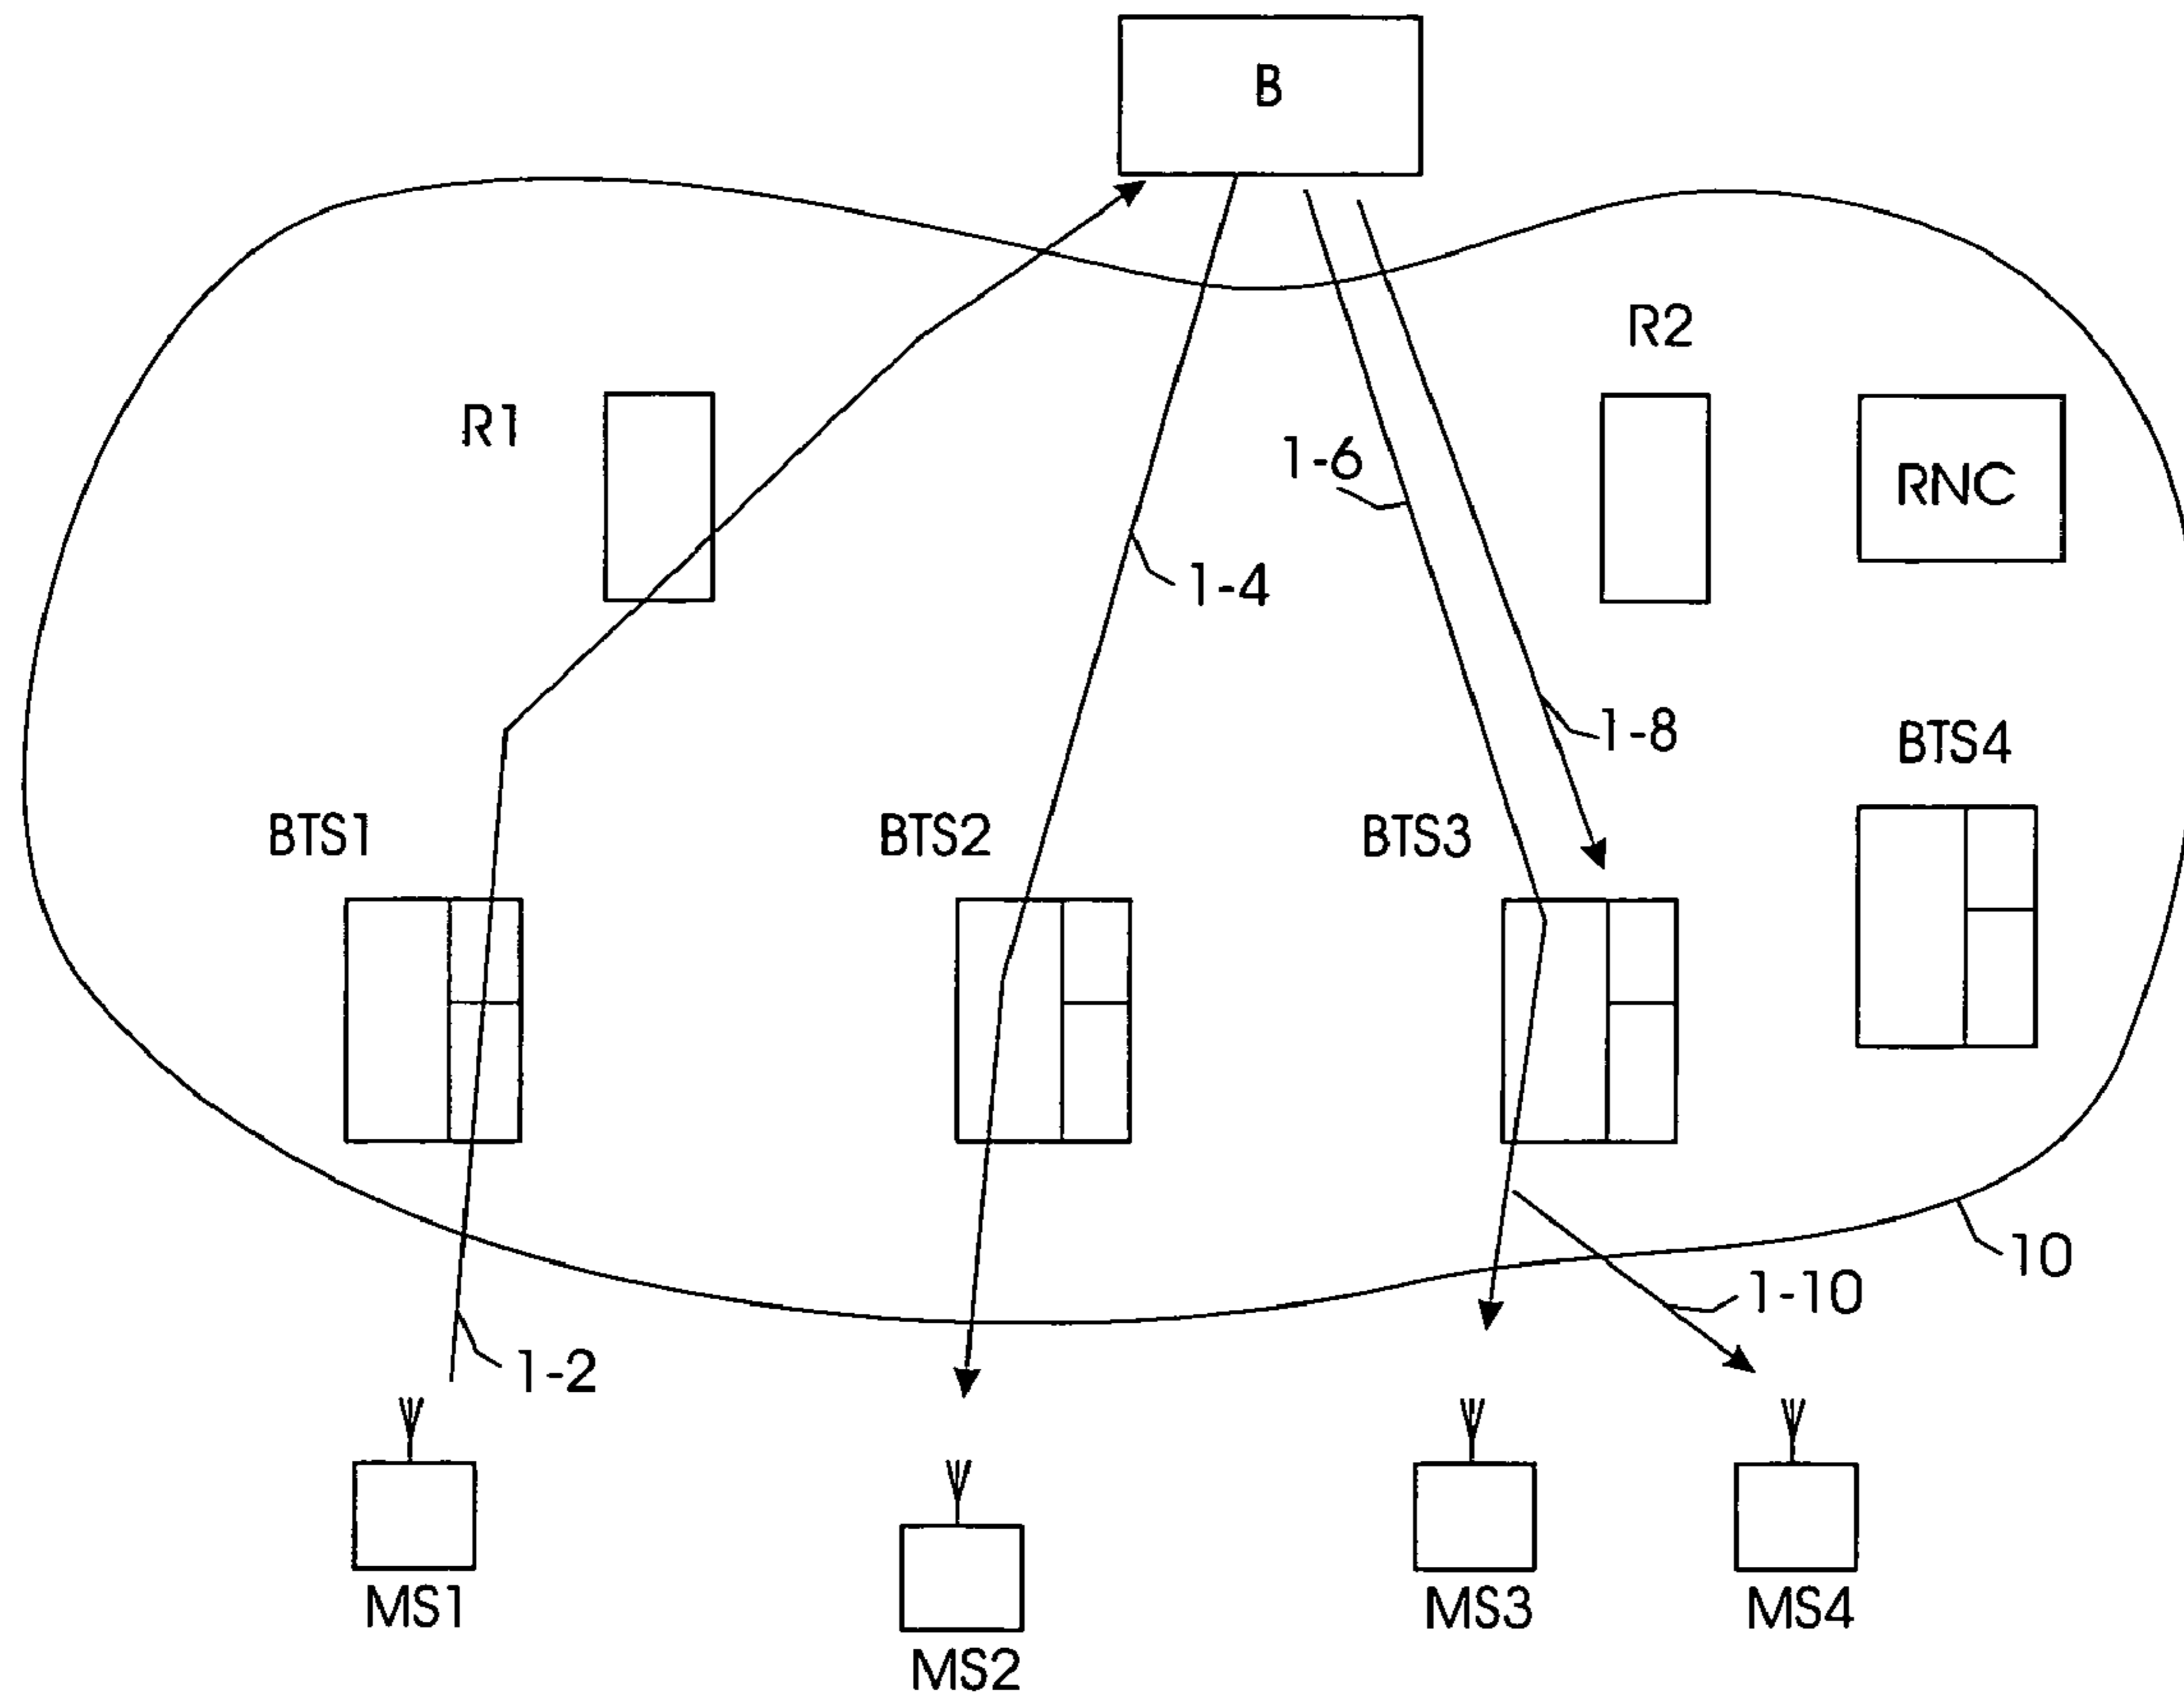 B
R2
R1
1-6
RNC
1-4
1-8
BTS4
BTS1
BTS2
BTS3
10
1-10
1-2
MS1
MS2
MS3
MS4